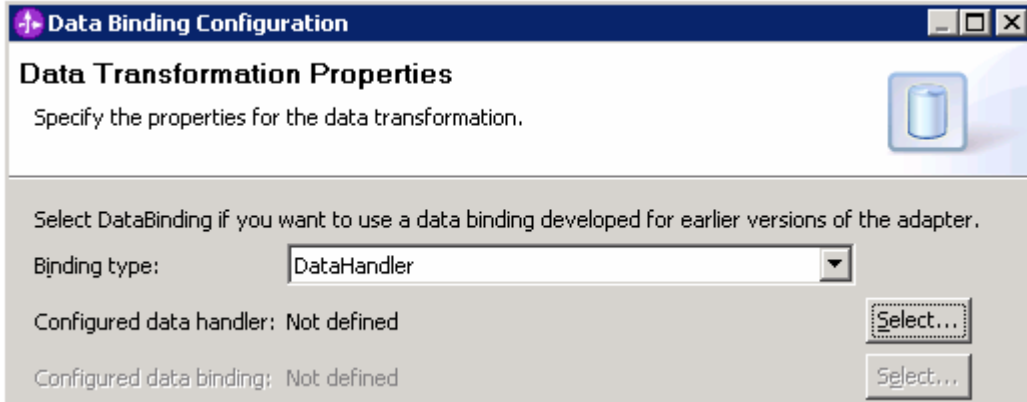 Data Binding Configuration
Data Transformation Properties
Specify the properties for the data transformation.
Select DataBinding if you want to use a data binding developed for earlier versions of the adapter.
Binding type: DataHandler
Configured data handler: Not defined Select...
Configured data binding: Not defined Select...